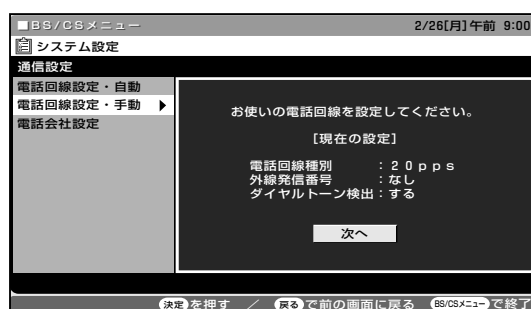 ■BS/CSメニュー 2/26[月]午前 9:00
システム設定
通信設定
電話回線設定・自動
電話回線設定・手動 ▶
電話会社設定
お使いの電話回線を設定してください。
[現在の設定]
電話回線種別 :20pps
外線発信番号 :なし
ダイヤルトーン検出:する
次へ
決定を押す / 戻るで前の画面に戻る BS/CSメニューで終了